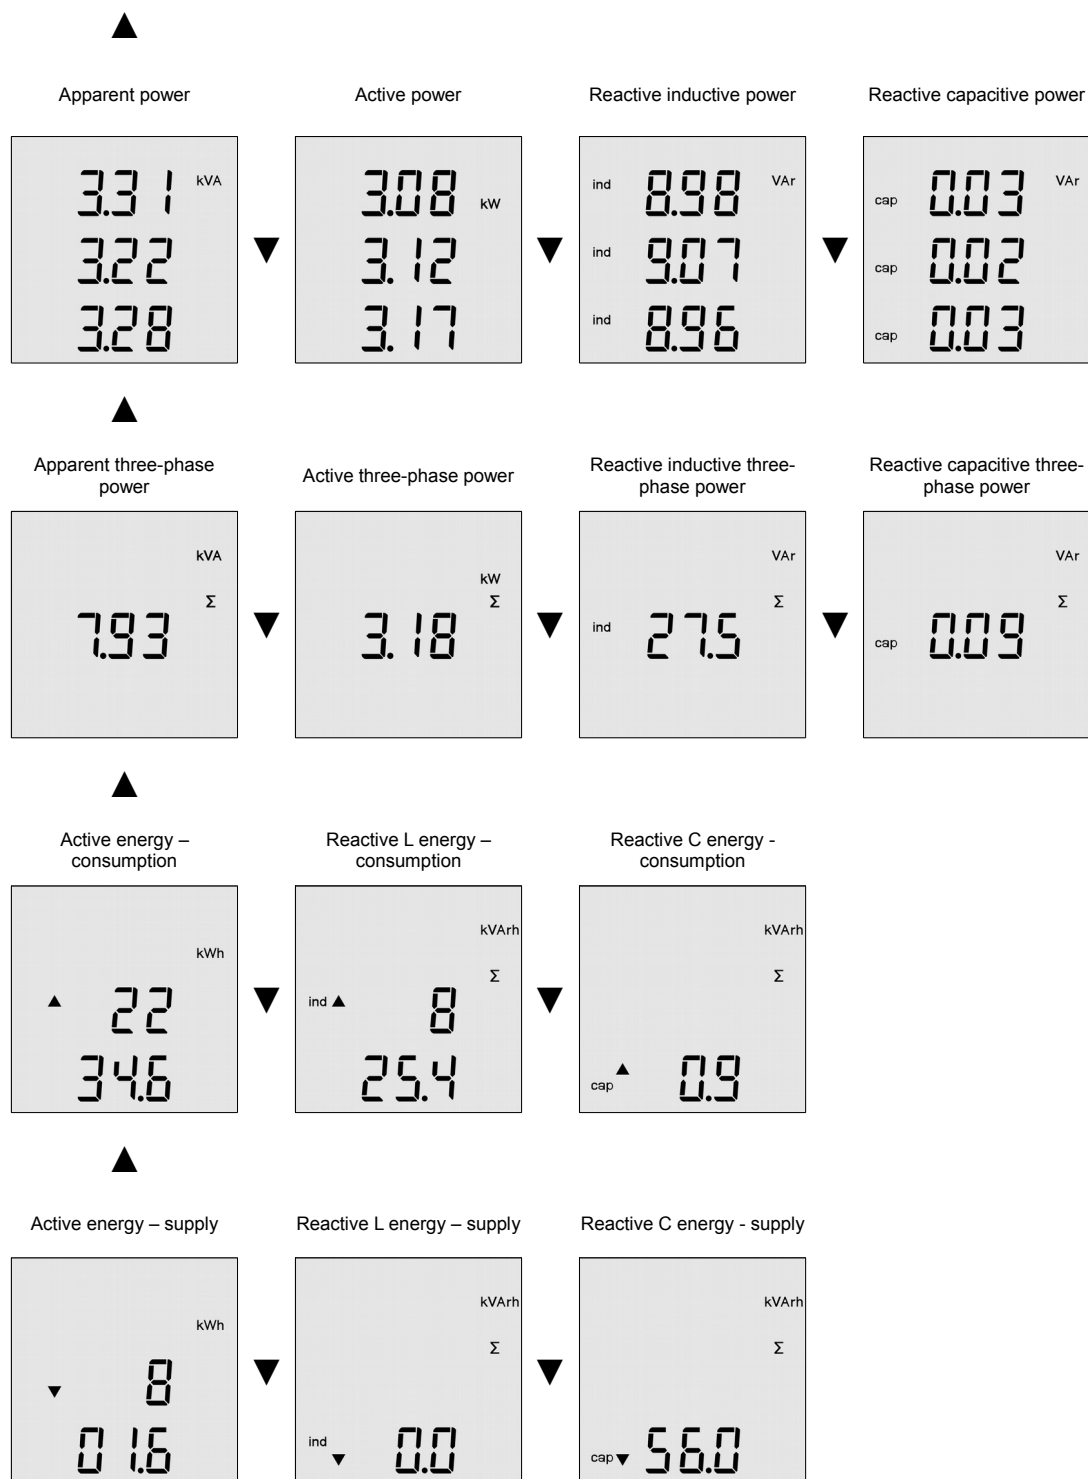 ▲
Apparent power Active power Reactive inductive power Reactive capacitive power
3.31 kVA 3.08 kW ind 8.98 VAr cap 0.03 VAr
▼ ▼ ▼
3.22 3.12 ind 9.07 cap 0.02
3.28 3.17 ind 8.96 cap 0.03
▲
Apparent three-phase
power
Active three-phase power
Reactive inductive three-
phase power
Reactive capacitive three-
phase power
kVA
Σ
7.93
▼
kW
Σ
3.18
▼
VAr
Σ
ind 27.5
▼
VAr
Σ
cap 0.09
▲
Active energy –
consumption
Reactive L energy –
consumption
Reactive C energy -
consumption
kWh
▲ 22
34.6
▼
kVArh
Σ
ind ▲ 8
25.4
▼
kVArh
Σ
cap ▲ 0.9
▲
Active energy – supply Reactive L energy – supply Reactive C energy - supply
kWh
▼ 8
01.6
▼
kVArh
Σ
ind ▼ 0.0
▼
kVArh
Σ
cap ▼ 56.0